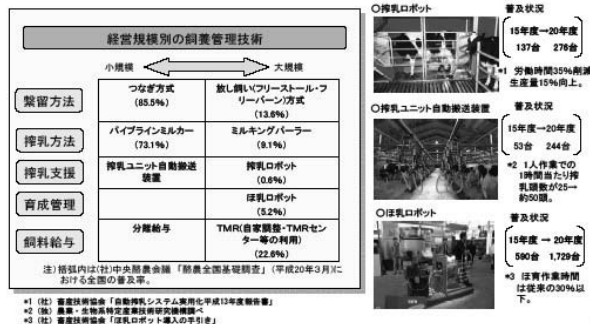 経営規模別の飼養管理技術
小規模
大規模
繋留方法
つなぎ方式
(85.5%)
放し飼い(フリーストール・フ
リーバーン)方式
(13.6%)
搾乳方法
パイプラインミルカー
(73.1%)
ミルキングパーラー
(9.1%)
搾乳支援
搾乳ユニット自動搬送
装置
搾乳ロボット
(0.6%)
育成管理
ほ乳ロボット
(5.2%)
飼料給与
分離給与
TMR(自家調整・TMRセン
ター等の利用)
(22.6%)
注)括弧内は(社)中央酪農会議「酪農全国基礎調査」(平成20年3月)に
おける全国の普及率。
*1 (社)畜産技術協会「自動搾乳システム実用化平成13年度報告書」
*2 (独)農業・生物系特定産業技術研究機構調べ
*3 (社)畜産技術協会「ほ乳ロボット導入の手引き」
○搾乳ロボット
普及状況
15年度→20年度
137台 276台
*1 労働時間35%削減
生産量15%向上。
○搾乳ユニット自動搬送装置
普及状況
15年度→20年度
53台 244台
*2 1人作業での
1時間当たり搾
乳頭数が25→
約50頭。
○ほ乳ロボット
普及状況
15年度 → 20年度
590台 1,729台
*3 ほ育作業時間
は従来の30%以
下。